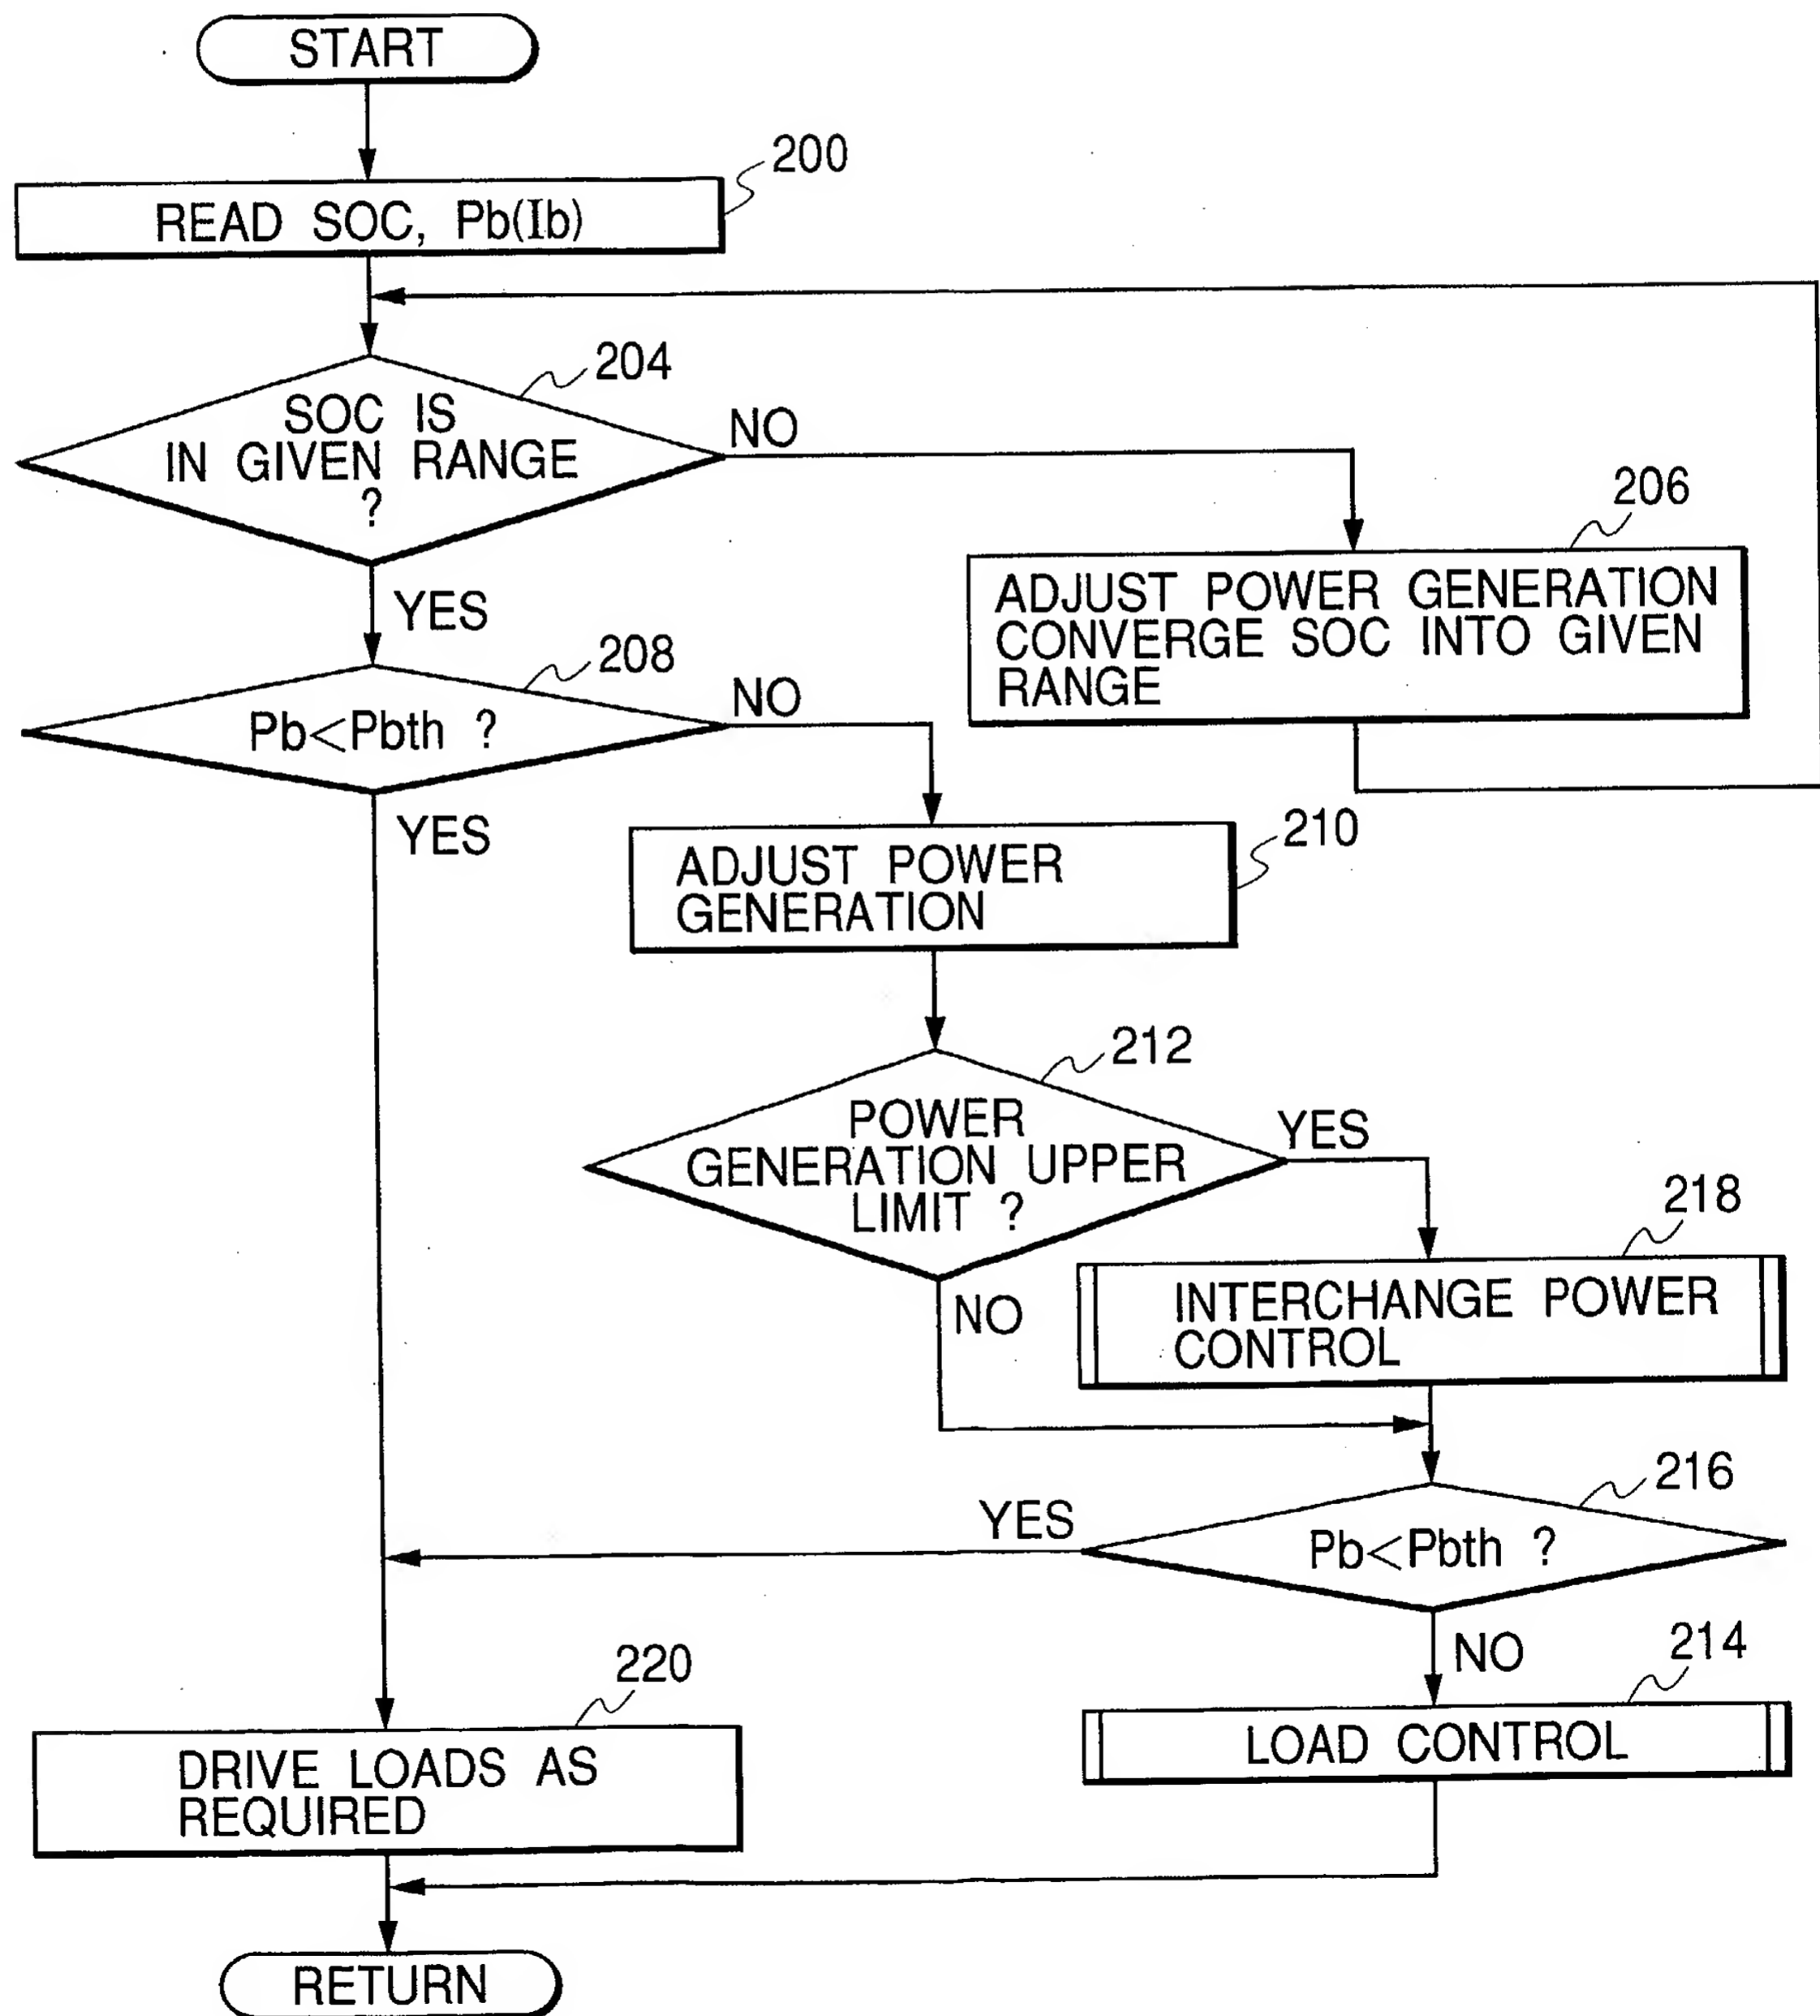 START
200
READ SOC, Pb(Ib)
204
SOC IS
IN GIVEN RANGE
?
NO
YES
206
ADJUST POWER GENERATION
CONVERGE SOC INTO GIVEN
RANGE
208
Pb<Pbth ?
NO
YES
210
ADJUST POWER
GENERATION
212
POWER
GENERATION UPPER
LIMIT ?
YES
NO
218
INTERCHANGE POWER
CONTROL
216
Pb<Pbth ?
YES
NO
214
LOAD CONTROL
220
DRIVE LOADS AS
REQUIRED
RETURN